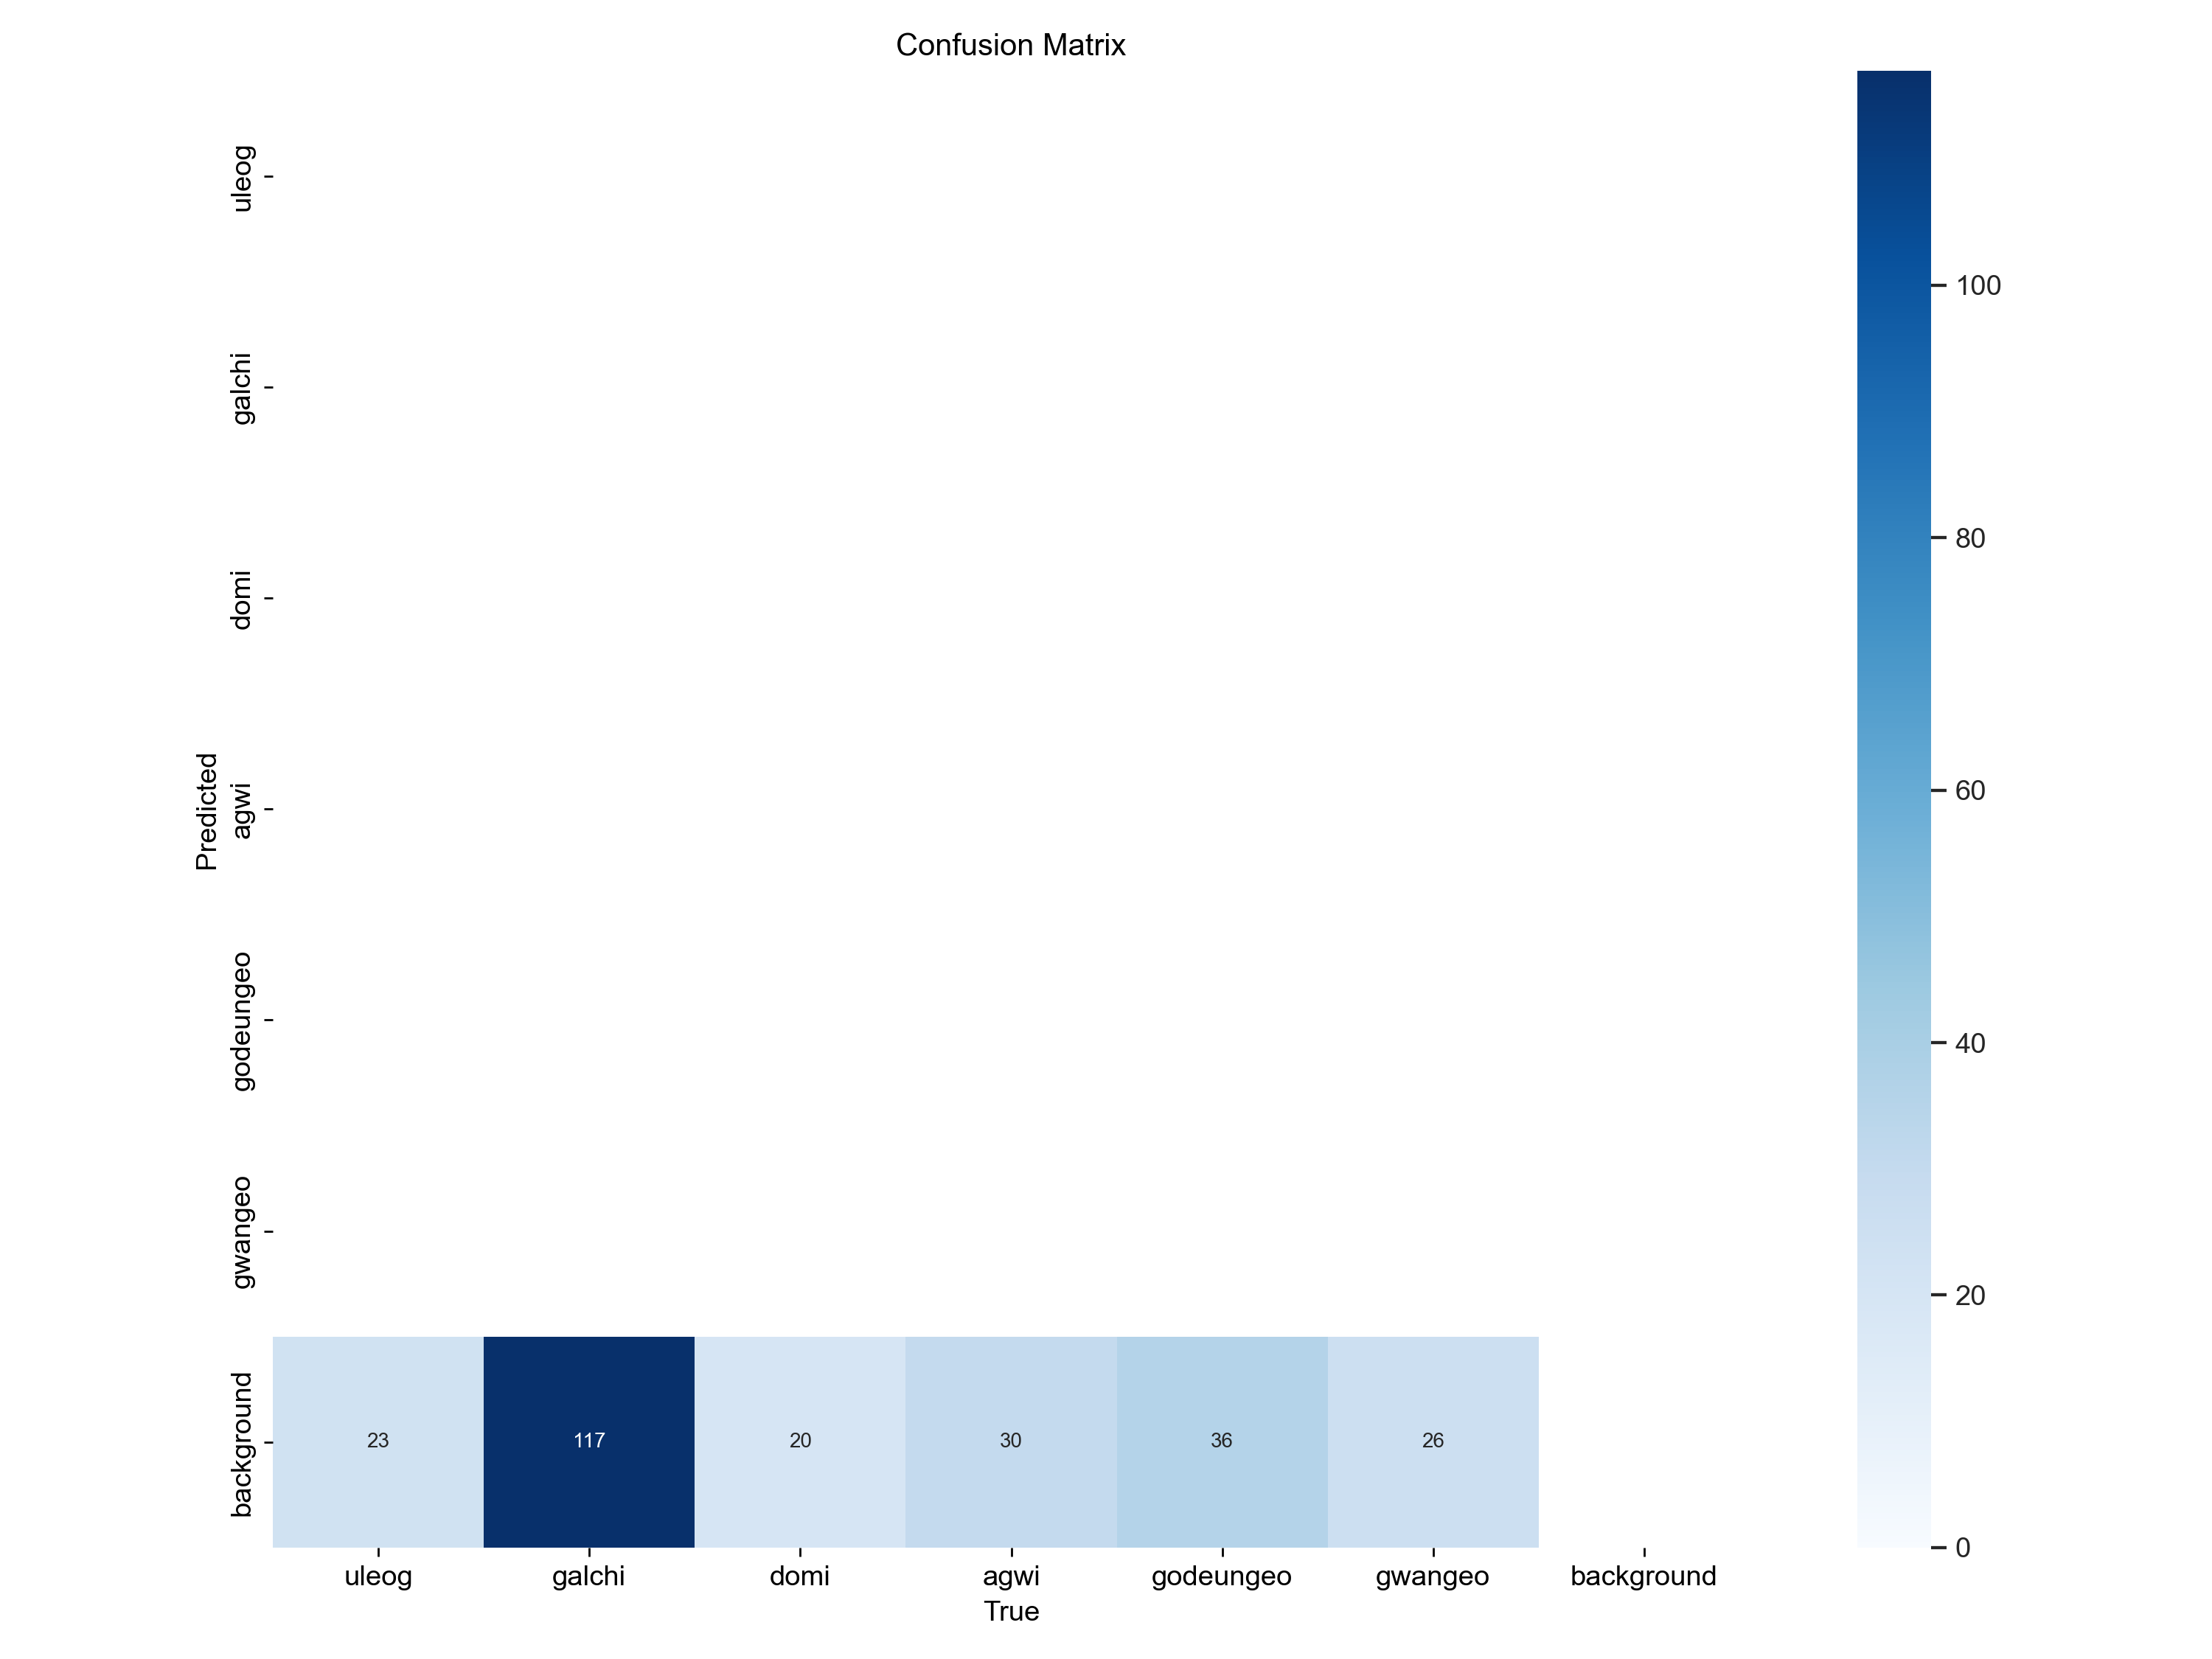 Confusion Matrix
uleog
galchi
domi
agwi
godeungeo
gwangeo
background
Predicted
23 117 20 30 36 26
uleog galchi domi agwi godeungeo gwangeo background
True
100
80
60
40
20
0